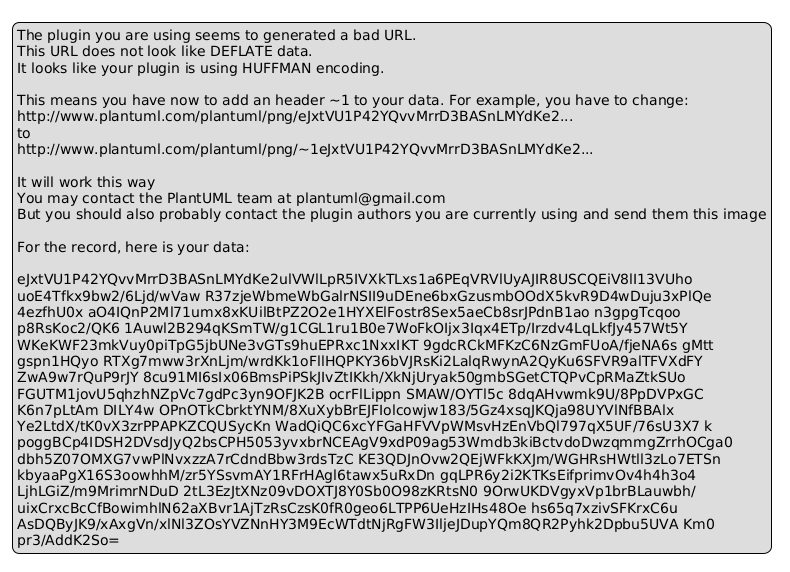 The plugin you are using seems to generated a bad URL.
This URL does not look like DEFLATE data.
It looks like your plugin is using HUFFMAN encoding.
This means you have now to add an header ~1 to your data. For example, you have to change:
http://www.plantuml.com/plantuml/png/eJxtVU1P42YQvvMrrD3BASnLMYdKe2...
to
http://www.plantuml.com/plantuml/png/~1eJxtVU1P42YQvvMrrD3BASnLMYdKe2...
It will work this way
You may contact the PlantUML team at plantuml@gmail.com
But you should also probably contact the plugin authors you are currently using and send them this image
For the record, here is your data:
eJxtVU1P42YQvvMrrD3BASnLMYdKe2ulVWlLpR5IVXkTLxs1a6PEqVRVlUyAJIR8USCQEiV8lI13VUho
uoE4Tfkx9bw2/6Ljd/wVaw R37zjeWbmeWbGalrNSII9uDEne6bxGzusmbOOdX5kvR9D4wDuju3xPlQe
4ezfhU0x aO4IQnP2Ml71umx8xKUilBtPZ2O2e1HYXElFostr8Sex5aeCb8srJPdnB1ao n3gpgTcqoo
p8RsKoc2/QK6 1Auwl2B294qKSmTW/g1CGL1ru1B0e7WoFkOIjx3Iqx4ETp/Irzdv4LqLkfJy457Wt5Y
WKeKWF23mkVuy0piTpG5jbUNe3vGTs9huEPRxc1NxxIKT 9gdcRCkMFKzC6NzGmFUoA/fjeNA6s gMtt
gspn1HQyo RTXg7mww3rXnLjm/wrdKk1oFlIHQPKY36bVJRsKi2LalqRwynA2QyKu6SFVR9alTFVXdFY
ZwA9w7rQuP9rJY 8cu91MI6sIx06BmsPiPSkJIvZtIKkh/XkNjUryak50gmbSGetCTQPvCpRMaZtkSUo
FGUTM1jovU5qhzhNZpVc7gdPc3yn9OFJK2B ocrFlLippn SMAW/OYTl5c 8dqAHvwmk9U/8PpDVPxGC
K6n7pLtAm DILY4w OPnOTkCbrktYNM/8XuXybBrEJFIolcowjw183/5Gz4xsqJKQja98UYVlNfBBAlx
Ye2LtdX/tK0vX3zrPPAPKZCQUSycKn WadQiQC6xcYFGaHFVVpWMsvHzEnVbQl797qX5UF/76sU3X7 k
poggBCp4IDSH2DVsdJyQ2bsCPH5053yvxbrNCEAgV9xdP09ag53Wmdb3kiBctvdoDwzqmmgZrrhOCga0
dbh5Z07OMXG7vwPlNvxzzA7rCdndBbw3rdsTzC KE3QDJnOvw2QEjWFkKXJm/WGHRsHWtll3zLo7ETSn
kbyaaPgX16S3oowhhM/zr5YSsvmAY1RFrHAgl6tawx5uRxDn gqLPR6y2i2KTKsEifprimvOv4h4h3o4
LjhLGiZ/m9MrimrNDuD 2tL3EzJtXNz09vDOXTJ8Y0Sb0O98zKRtsN0 9OrwUKDVgyxVp1brBLauwbh/
uixCrxcBcCfBowimhlN62aXBvr1AjTzRsCzsK0fR0geo6LTPP6UeHzIHs48Oe hs65q7xzivSFKrxC6u
AsDQByJK9/xAxgVn/xlNl3ZOsYVZNnHY3M9EcWTdtNjRgFW3IljeJDupYQm8QR2Pyhk2Dpbu5UVA Km0
pr3/AddK2So=